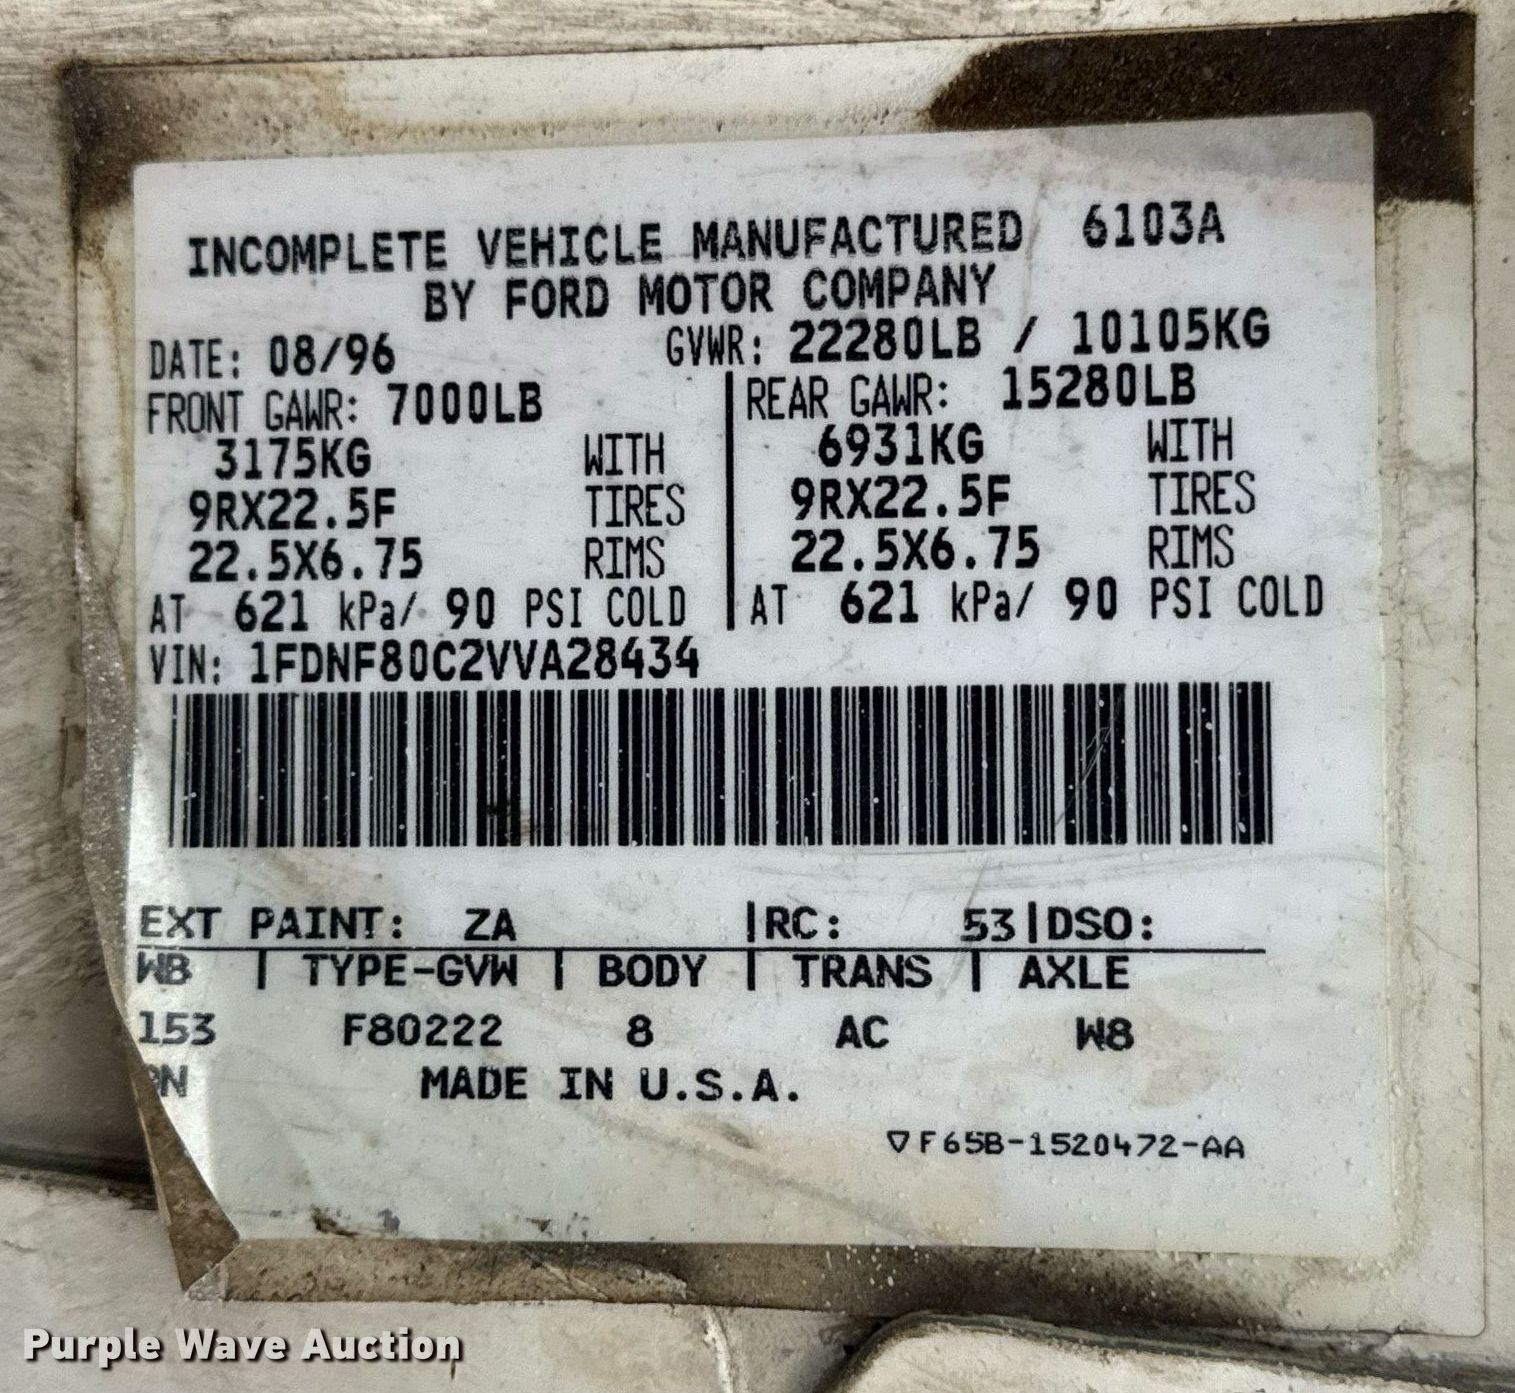 INCOMPLETE VEHICLE MANUFACTURED 6103A
BY FORD MOTOR COMPANY
DATE: 08/96 GVWR: 22280LB / 10105KG
FRONT GAWR: 7000LB REAR GAWR: 15280LB
3175KG WITH 6931KG WITH
9RX22.5F TIRES 9RX22.5F TIRES
22.5X6.75 RIMS 22.5X6.75 RIMS
AT 621 kPa/ 90 PSI COLD AT 621 kPa/ 90 PSI COLD
VIN: 1FDNF80C2VVA28434
EXT PAINT: ZA |RC: 53|DSO:
WB | TYPE-GVW | BODY | TRANS | AXLE
153 F80222 8 AC W8
MADE IN U.S.A.
▽F65B-1520472-AA
Purple Wave Auction